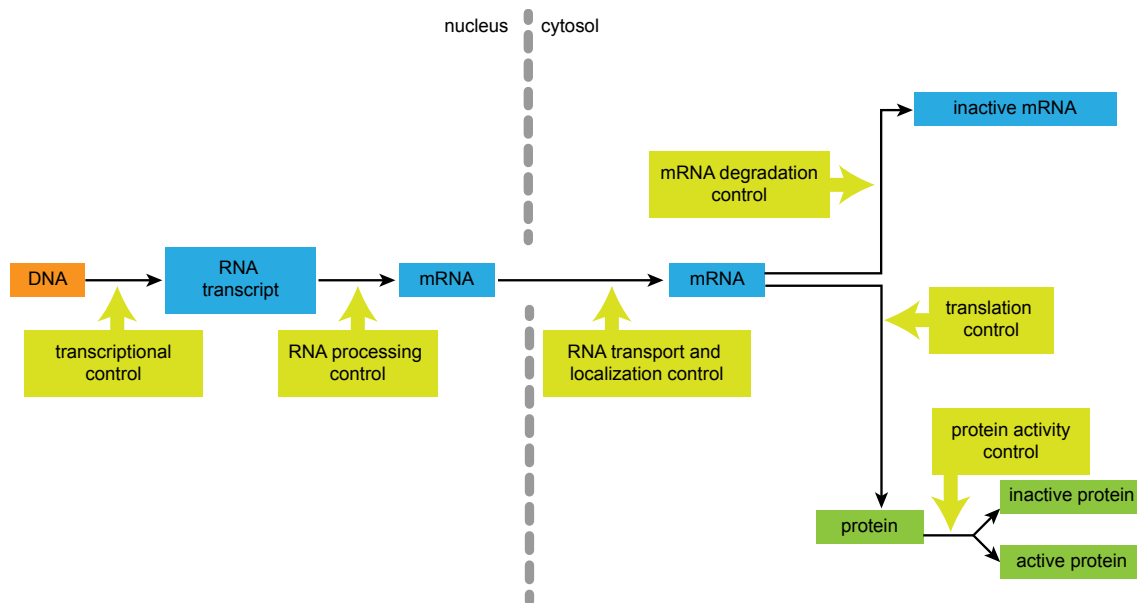 nucleus
cytosol
inactive mRNA
mRNA degradation
control
DNA
RNA
transcript
mRNA
mRNA
transcriptional
control
RNA processing
control
RNA transport and
localization control
translation
control
protein activity
control
inactive protein
protein
active protein